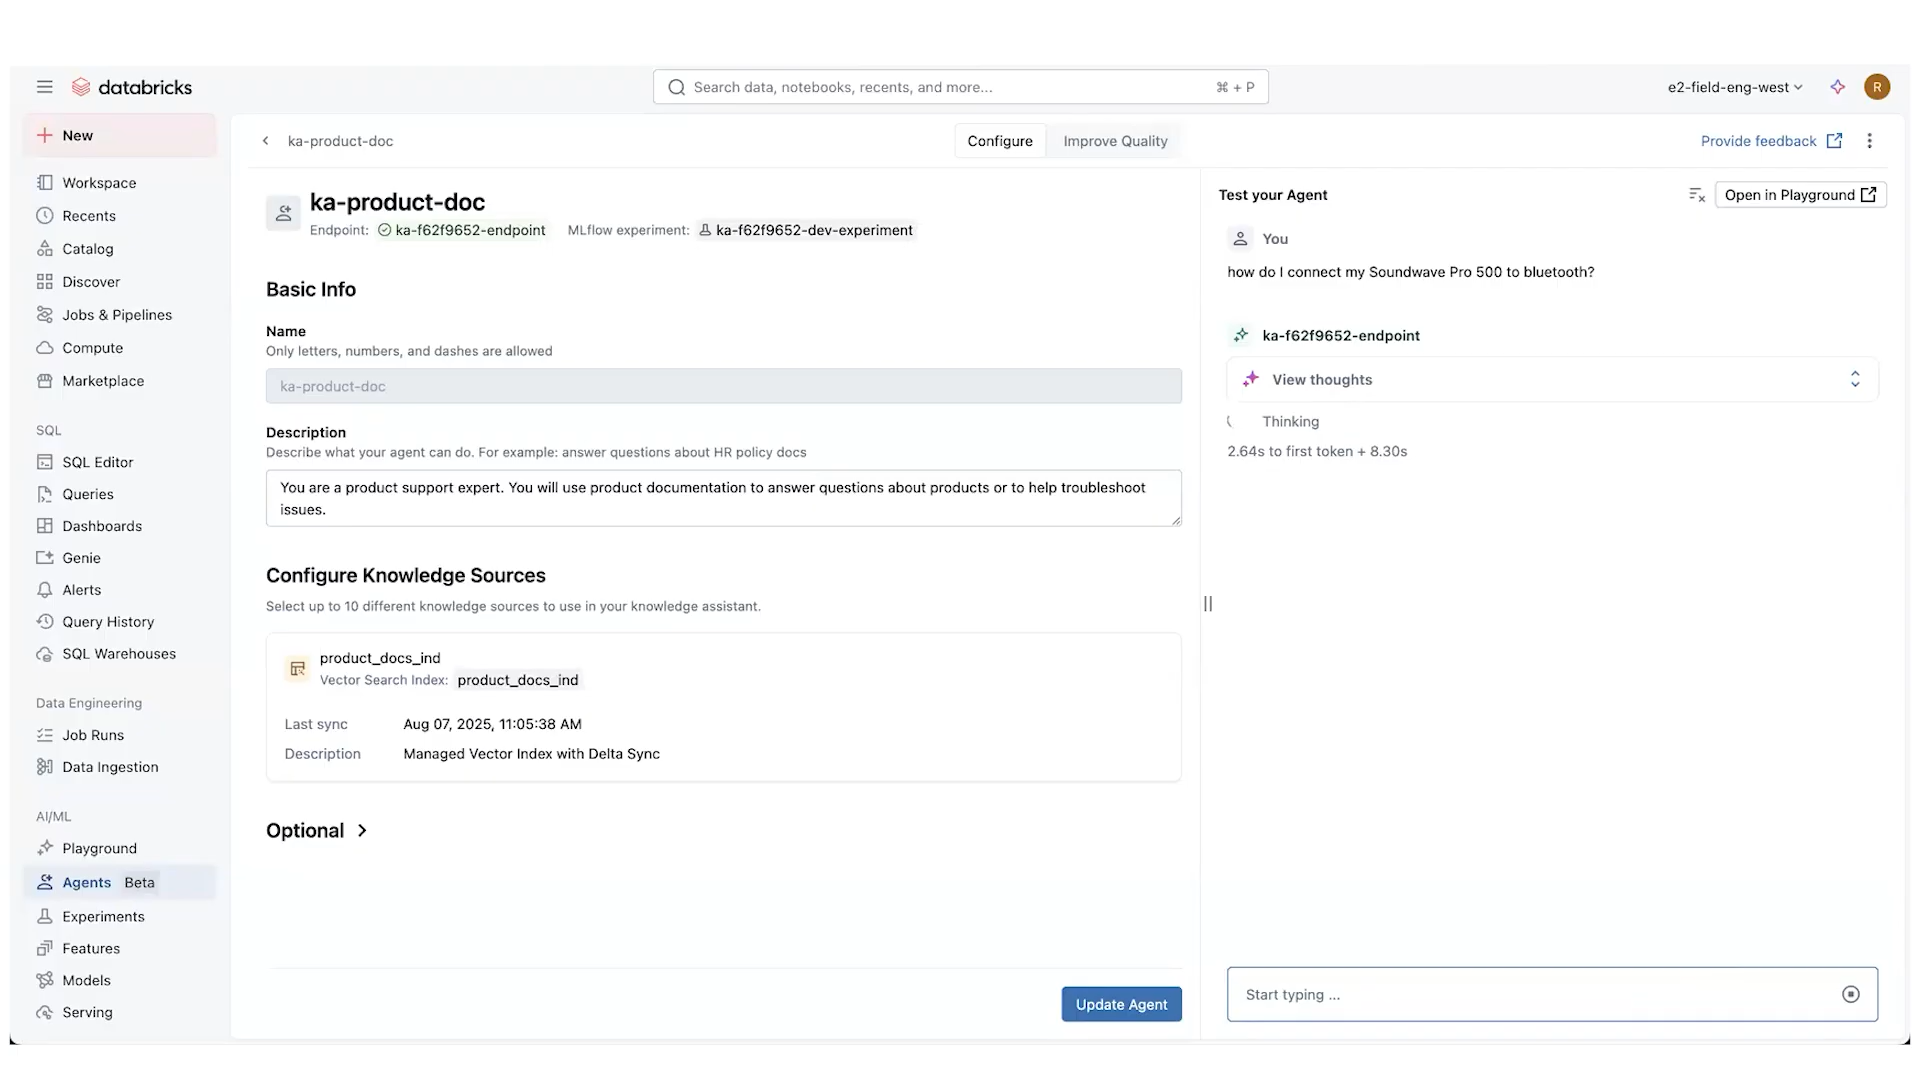 databricks
Search data, notebooks, recents, and more...
⌘ + P
e2-field-eng-west
R
New
Workspace
Recents
Catalog
Discover
Jobs & Pipelines
Compute
Marketplace
SQL
SQL Editor
Queries
Dashboards
Genie
Alerts
Query History
SQL Warehouses
Data Engineering
Job Runs
Data Ingestion
AI/ML
Playground
Agents Beta
Experiments
Features
Models
Serving
ka-product-doc
Configure
Improve Quality
Provide feedback
ka-product-doc
Endpoint: ka-f62f9652-endpoint MLflow experiment: ka-f62f9652-dev-experiment
Basic Info
Name
Only letters, numbers, and dashes are allowed
ka-product-doc
Description
Describe what your agent can do. For example: answer questions about HR policy docs
You are a product support expert. You will use product documentation to answer questions about products or to help troubleshoot
issues.
Configure Knowledge Sources
Select up to 10 different knowledge sources to use in your knowledge assistant.
product_docs_ind
Vector Search Index: product_docs_ind
Last sync Aug 07, 2025, 11:05:38 AM
Description Managed Vector Index with Delta Sync
Optional
Update Agent
Test your Agent
Open in Playground
You
how do I connect my Soundwave Pro 500 to bluetooth?
ka-f62f9652-endpoint
View thoughts
Thinking
2.64s to first token + 8.30s
Start typing ...